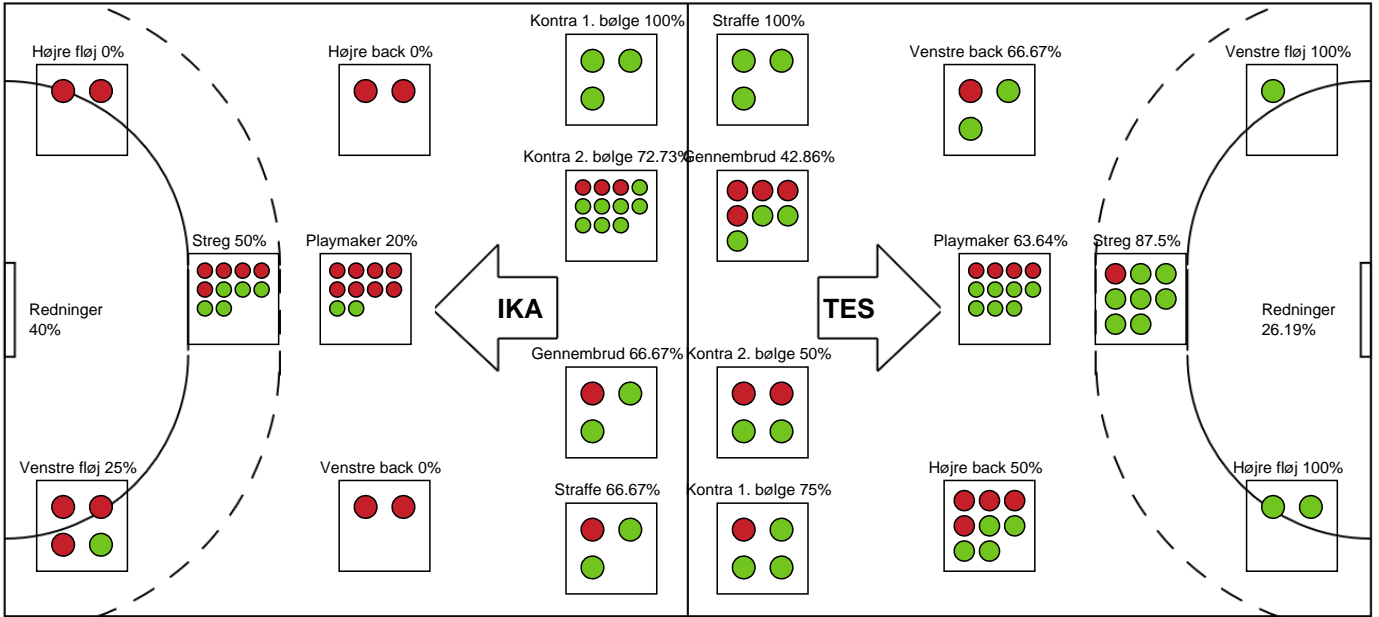 Kontra 1. bølge 100%
Straffe 100%
Højre fløj 0%
Højre back 0%
Venstre back 66.67%
Venstre fløj 100%
Kontra 2. bølge 72.73%
Gennembrud 42.86%
Streg 50%
Playmaker 20%
Playmaker 63.64%
Streg 87.5%
IKA
TES
Redninger
40%
Redninger
26.19%
Gennembrud 66.67%
Kontra 2. bølge 50%
Venstre fløj 25%
Venstre back 0%
Højre back 50%
Højre fløj 100%
Straffe 66.67%
Kontra 1. bølge 75%